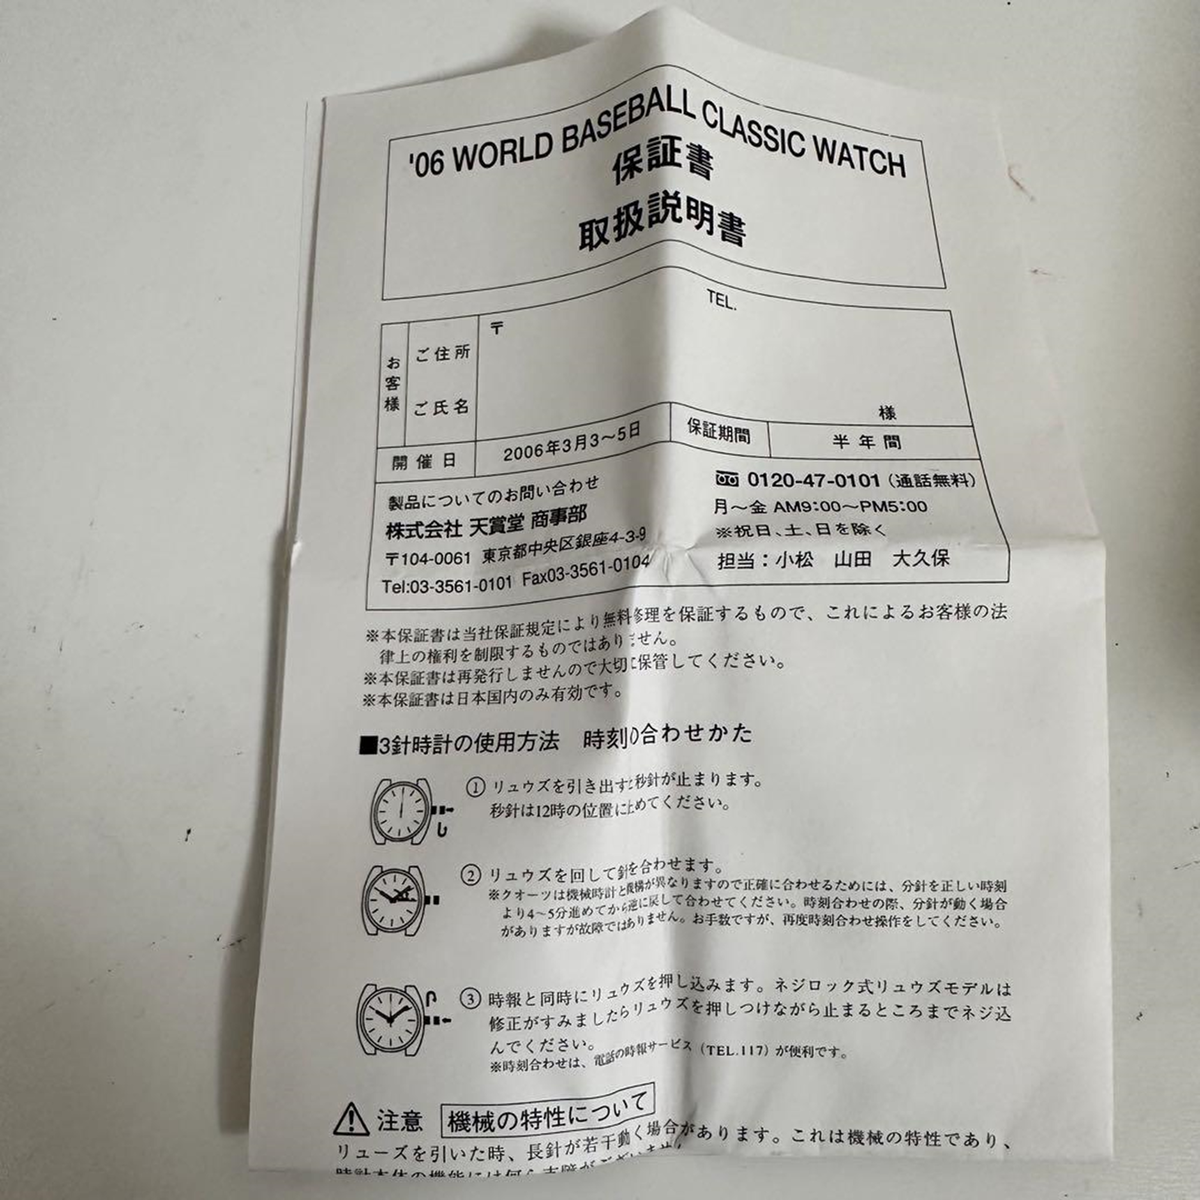 '06 WORLD BASEBALL CLASSIC WATCH
保証書
取扱説明書
お客様
ご住所
〒
TEL.
ご氏名
様
開催日
2006年3月3〜5日
保証期間
半年間
製品についてのお問い合わせ
株式会社 天賞堂 商事部
〒104-0061 東京都中央区銀座4-3-9
Tel:03-3561-0101 Fax03-3561-0104
0120-47-0101(通話無料)
月〜金 AM9:00〜PM5:00
※祝日、土、日を除く
担当:小松 山田 大久保
※本保証書は当社保証規定により無料修理を保証するもので、これによるお客様の法
律上の権利を制限するものではありません。
※本保証書は再発行しませんので大切に保管してください。
※本保証書は日本国内のみ有効です。
■3針時計の使用方法 時刻の合わせかた
① リュウズを引き出すと秒針が止まります。
秒針は12時の位置に止めてください。
② リュウズを回して針を合わせます。
※クオーツは機械時計と機構が異なりますので正確に合わせるためには、分針を正しい時刻
より4〜5分進めてから逆に戻して合わせてください。時刻合わせの際、分針が動く場合
がありますが故障ではありません。お手数ですが、再度時刻合わせ操作をしてください。
③ 時報と同時にリュウズを押し込みます。ネジロック式リュウズモデルは
修正がすみましたらリュウズを押しつけながら止まるところまでネジ込
んでください。
※時刻合わせは、電話の時報サービス(TEL.117)が便利です。
注意 機械の特性について
リューズを引いた時、長針が若干動く場合があります。これは機械の特性であり、